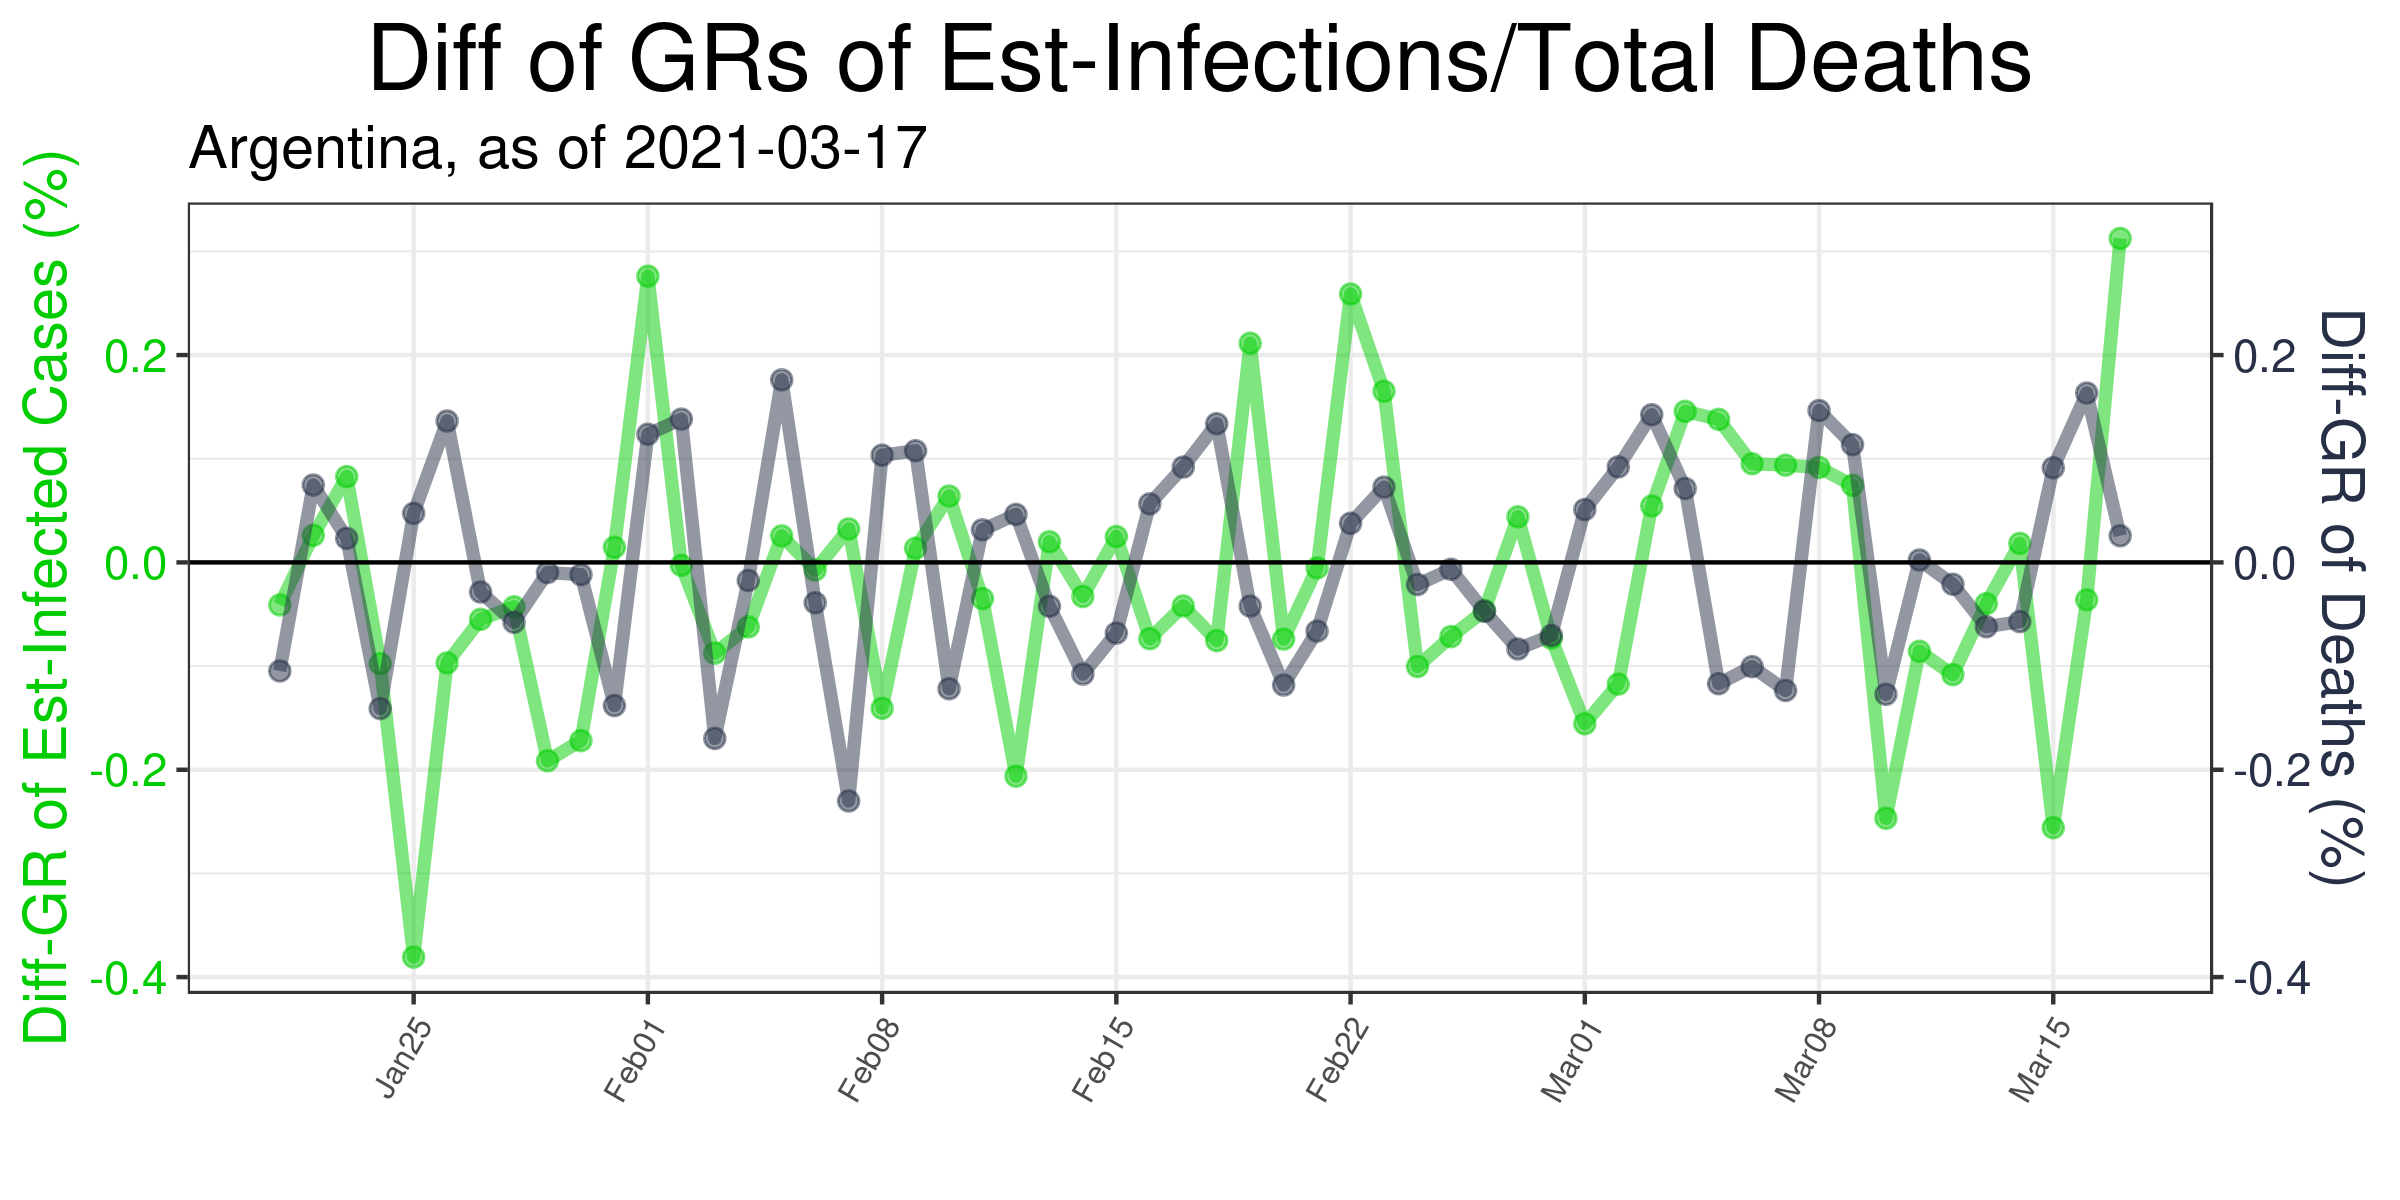 Diff of GRs of Est-Infections/Total Deaths
Argentina, as of 2021-03-17
Diff-GR of Est-Infected Cases (%)
0.2
0.0
-0.2
-0.4
0.2
0.0
-0.2
-0.4
Diff-GR of Deaths (%)
Jan25
Feb01
Feb08
Feb15
Feb22
Mar01
Mar08
Mar15